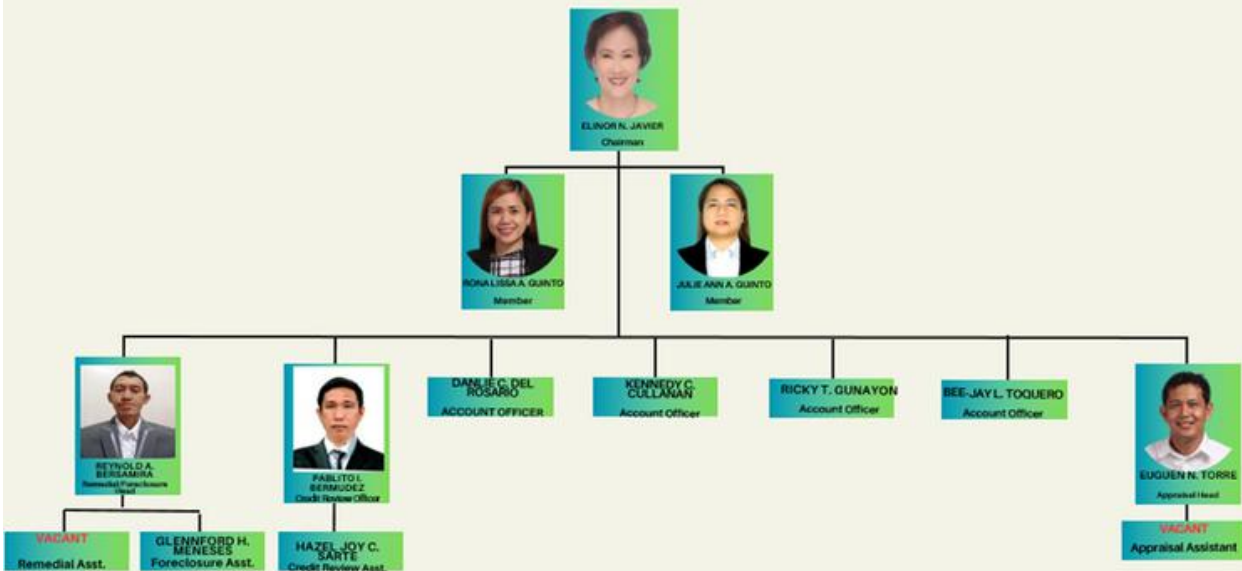 ELINOR N. JAVIER
Chairman
RONA LISSA A. QUINTO
Member
JULIE ANN A. QUINTO
Member
REYNOLD A.
BERSAMIRA
Remedial/Foreclosure
Head
PABLITO I.
BERMUDEZ
Credit Review Officer
DANLIE C. DEL
ROSARIO
ACCOUNT OFFICER
KENNEDY C.
CULLANAN
Account Officer
RICKY T. GUNAYON
Account Officer
BEE-JAY L. TOQUERO
Account Officer
EUGUEN N. TORRE
Appraisal Head
VACANT
Remedial Asst.
GLENNFORD H.
MENESES
Foreclosure Asst.
HAZEL JOY C.
SARTE
Credit Review Asst.
VACANT
Appraisal Assistant